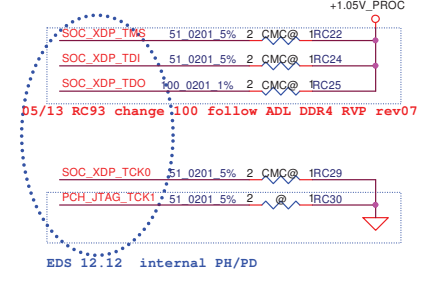 +1.05V_PROC
SOC_XDP_TMS 51_0201_5% 2 CMC@ 1RC22
SOC_XDP_TDI 51_0201_5% 2 CMC@ 1RC24
SOC_XDP_TDO 100_0201_1% 2 CMC@ 1RC25
05/13 RC93 change 100 follow ADL DDR4 RVP rev07
SOC_XDP_TCK0 51_0201_5% 2 CMC@ 1RC29
PCH_JTAG_TCK1 51_0201_5% 2 @ 1RC30
EDS 12.12 internal PH/PD